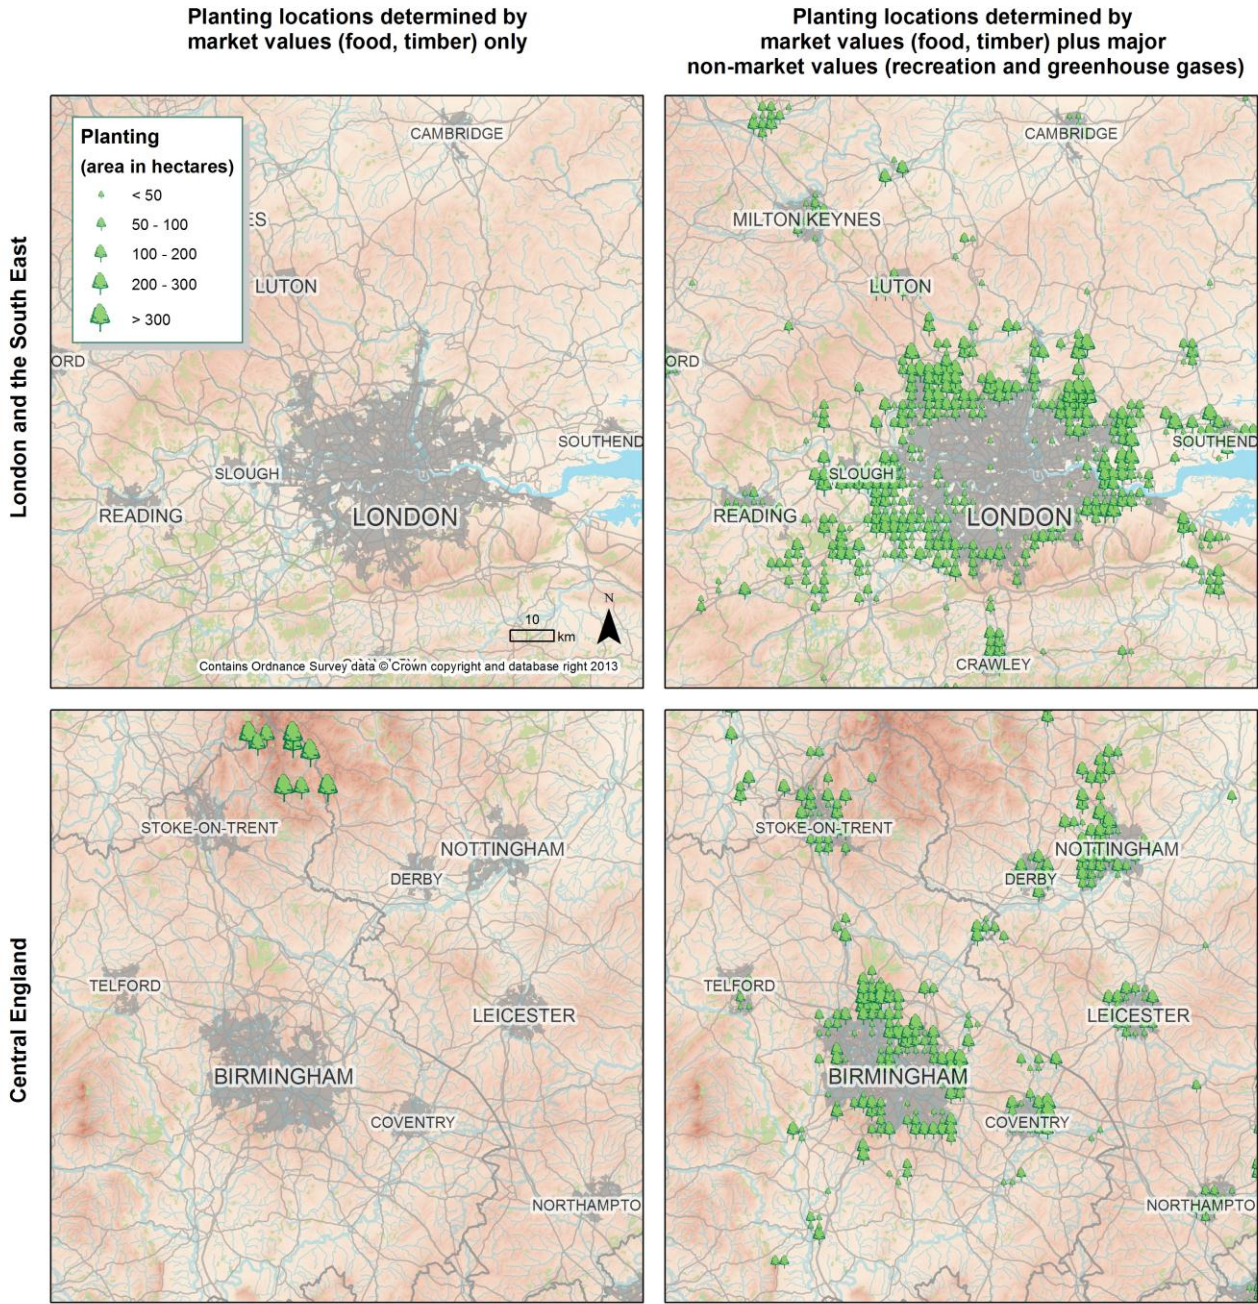 Planting locations determined by
market values (food, timber) only
Planting locations determined by
market values (food, timber) plus major
non-market values (recreation and greenhouse gases)
London and the South East
Planting
(area in hectares)
< 50
50 - 100
100 - 200
200 - 300
> 300
CAMBRIDGE
ES
LUTON
ORD
SOUTHEND
SLOUGH
READING
LONDON
N
10
km
Contains Ordnance Survey data © Crown copyright and database right 2013
CAMBRIDGE
MILTON KEYNES
LUTON
ORD
SOUTHEND
SLOUGH
READING
LONDON
CRAWLEY
Central England
STOKE-ON-TRENT
NOTTINGHAM
DERBY
TELFORD
LEICESTER
BIRMINGHAM
COVENTRY
NORTHAMPTO
STOKE-ON-TRENT
NOTTINGHAM
DERBY
TELFORD
LEICESTER
BIRMINGHAM
COVENTRY
NORTHAMPTO